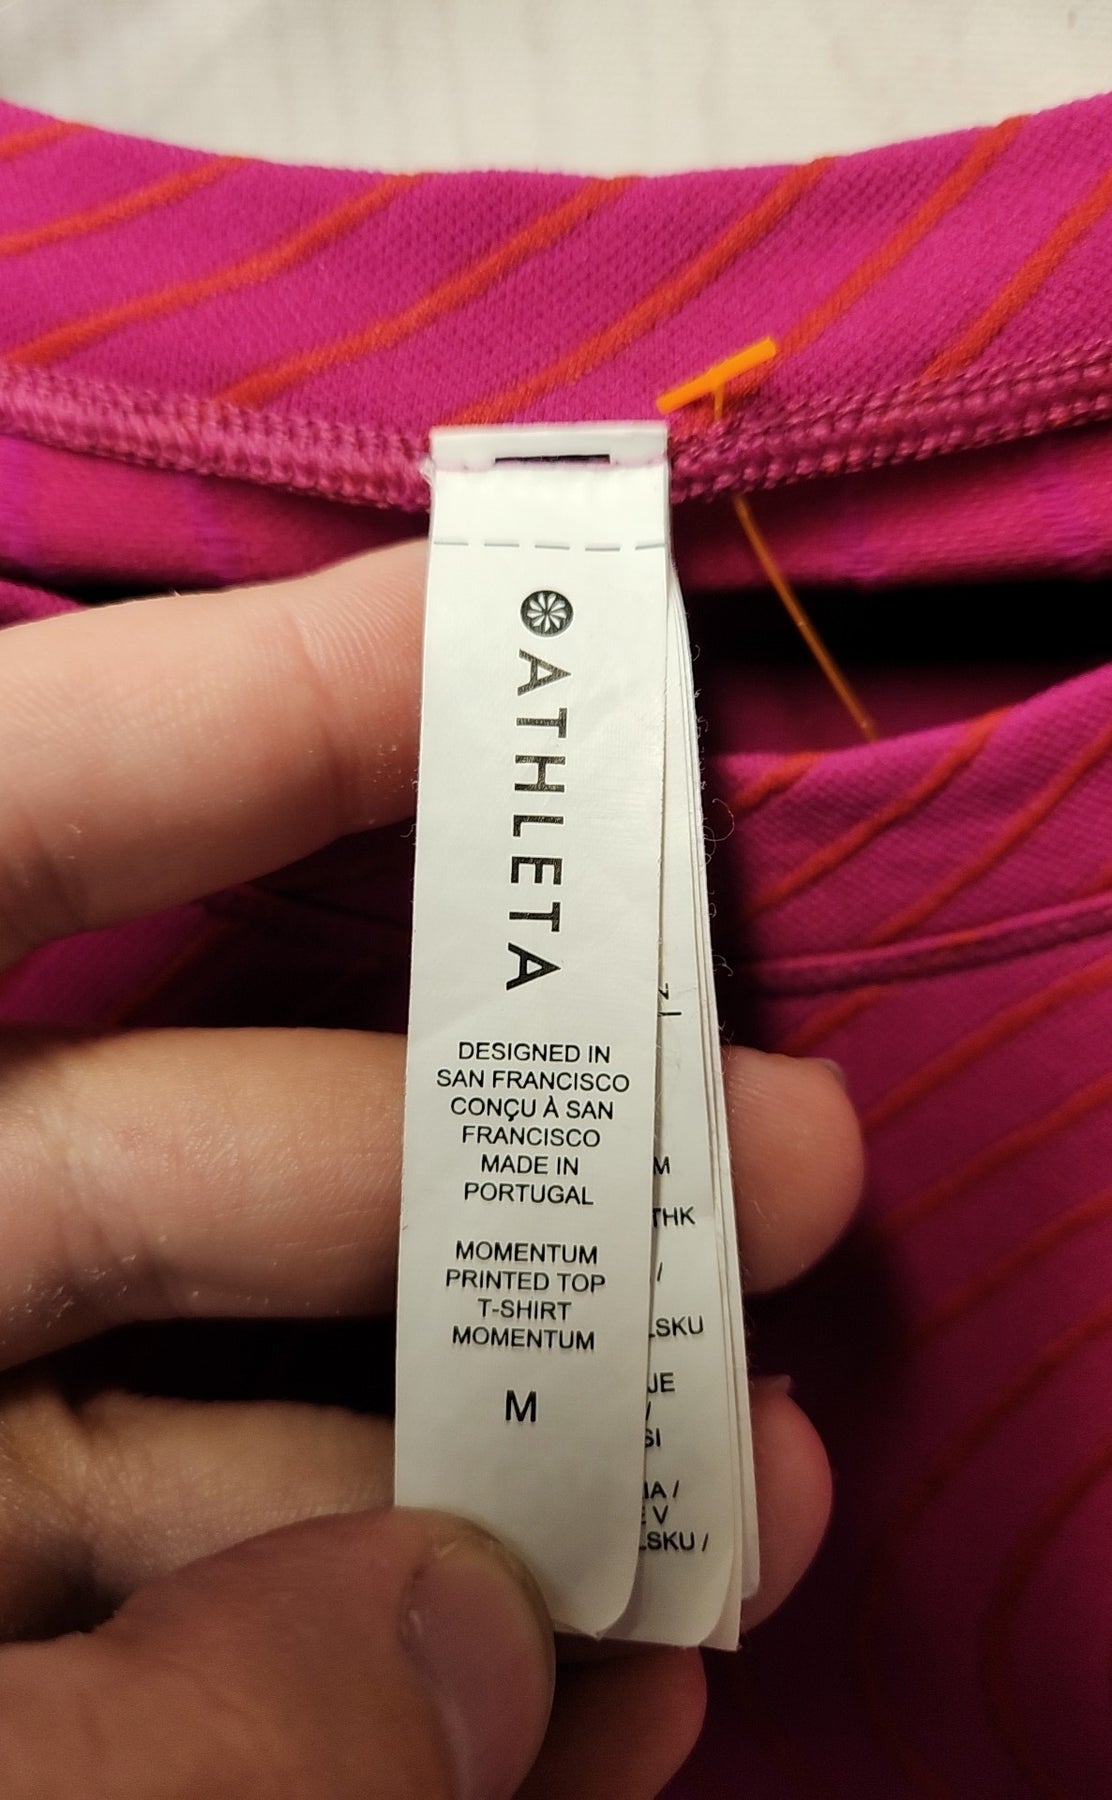 ATHLETA
DESIGNED IN
SAN FRANCISCO
CONÇU À SAN
FRANCISCO
MADE IN
PORTUGAL
MOMENTUM
PRINTED TOP
T-SHIRT
MOMENTUM
M